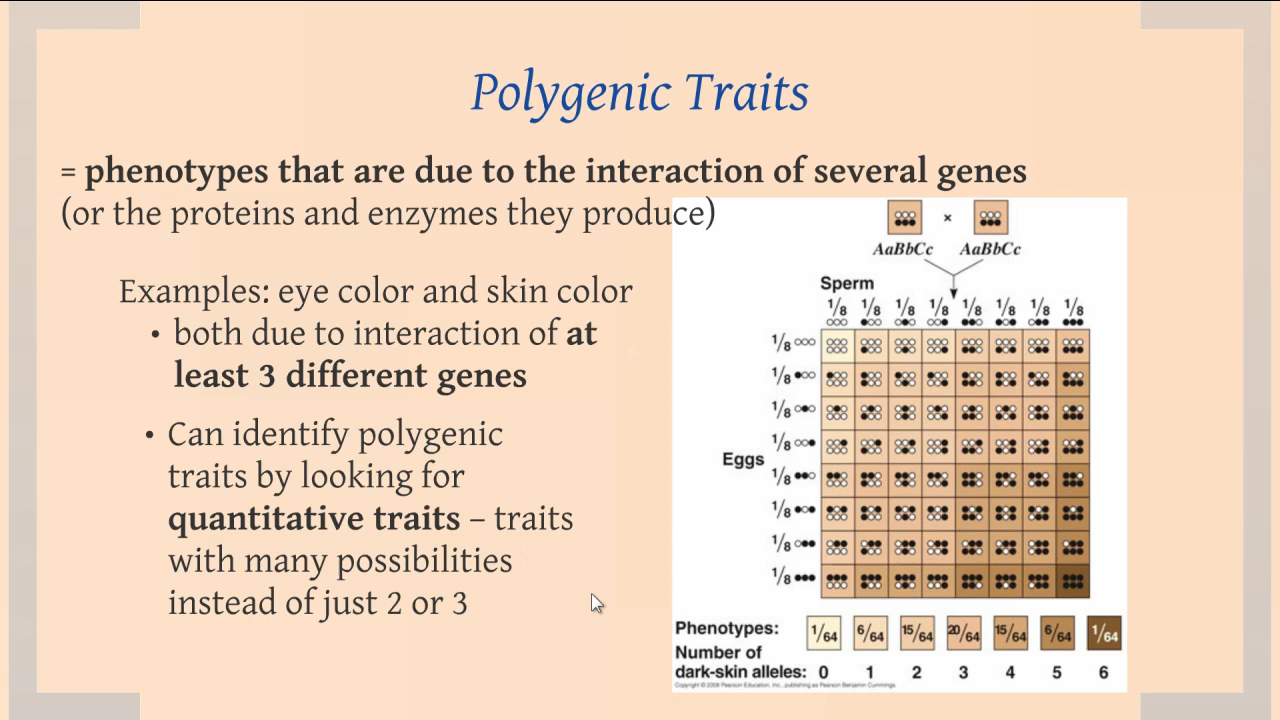 Polygenic Traits
= phenotypes that are due to the interaction of several genes
(or the proteins and enzymes they produce)
Examples: eye color and skin color
• both due to interaction of at
least 3 different genes
• Can identify polygenic
traits by looking for
quantitative traits – traits
with many possibilities
instead of just 2 or 3
×
AaBbCc AaBbCc
Sperm
1/8 1/8 1/8 1/8 1/8 1/8 1/8 1/8
1/8
1/8
1/8
1/8
Eggs
1/8
1/8
1/8
1/8
Phenotypes: 1/64 6/64 15/64 20/64 15/64 6/64 1/64
Number of
dark-skin alleles: 0 1 2 3 4 5 6
Copyright © 2008 Pearson Education, Inc., publishing as Pearson Benjamin Cummings.